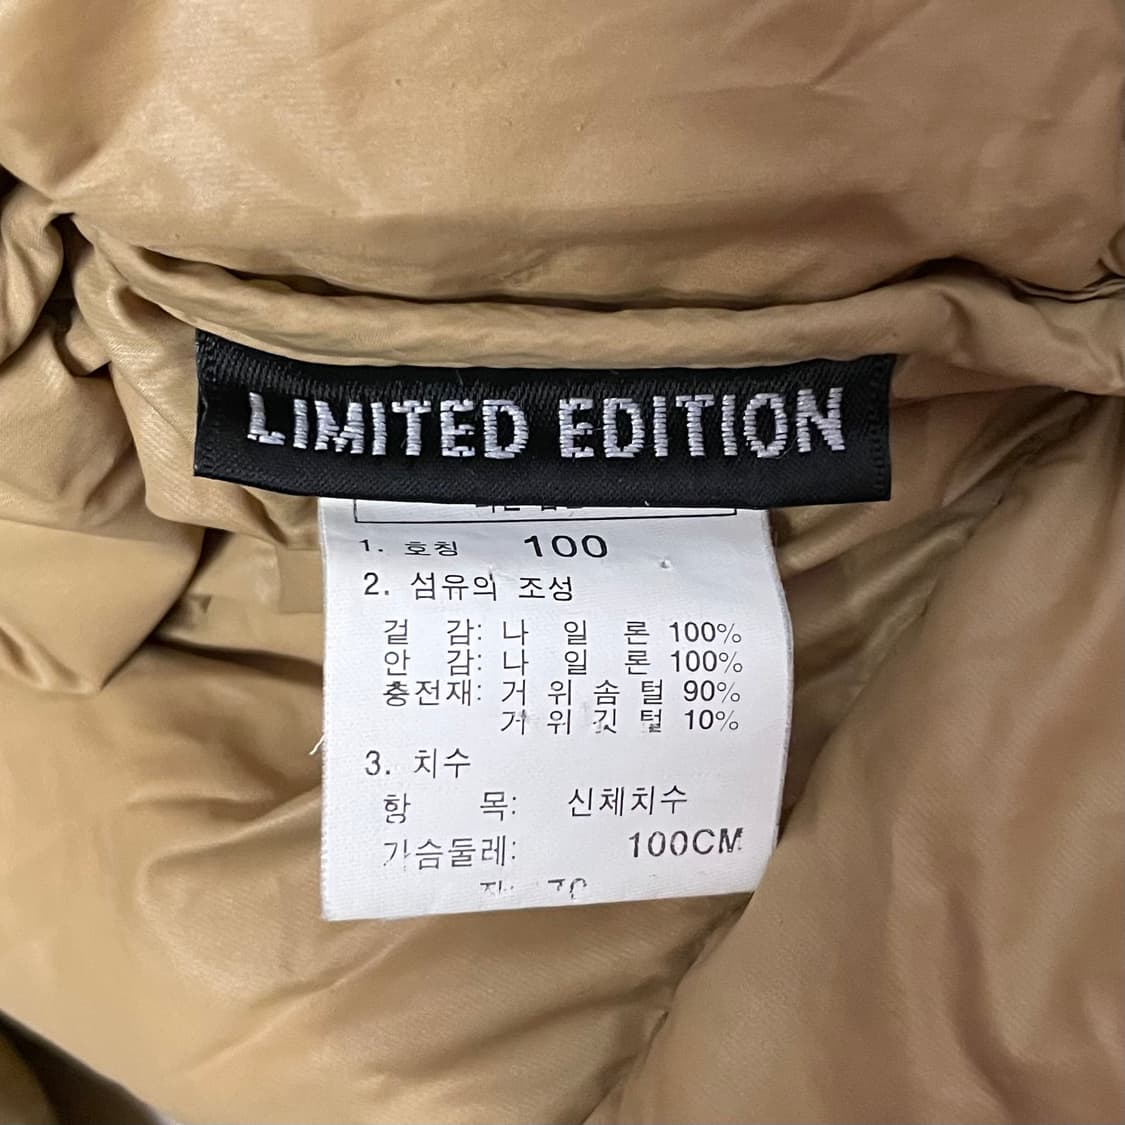 LIMITED EDITION
1. 호칭 100
2. 섬유의 조성
겉 감: 나 일 론 100%
안 감: 나 일 론 100%
충전재: 거 위 솜 털 90%
거 위 깃 털 10%
3. 치수
항 목: 신체치수
가슴둘레: 100CM